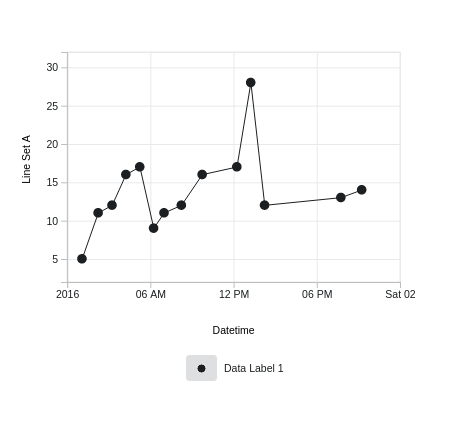 30
25
20
15
10
5
Line Set A
2016
06 AM
12 PM
06 PM
Sat 02
Datetime
Data Label 1